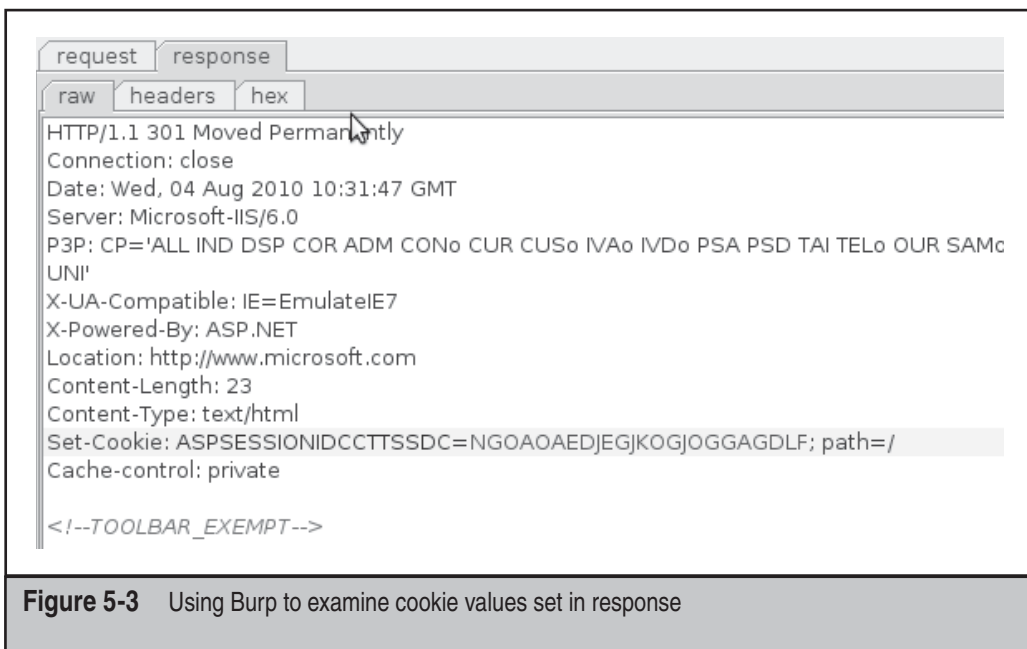 request response
raw headers hex
HTTP/1.1 301 Moved Permanently
Connection: close
Date: Wed, 04 Aug 2010 10:31:47 GMT
Server: Microsoft-IIS/6.0
P3P: CP='ALL IND DSP COR ADM CONo CUR CUSo IVAo IVDo PSA PSD TAI TELo OUR SAMo
UNI'
X-UA-Compatible: IE=EmulateIE7
X-Powered-By: ASP.NET
Location: http://www.microsoft.com
Content-Length: 23
Content-Type: text/html
Set-Cookie: ASPSESSIONIDCCTTSSDC=NGOAOAEDJEGJKOGJOGGAGDLF; path=/
Cache-control: private
<!--TOOLBAR_EXEMPT-->
Figure 5-3 Using Burp to examine cookie values set in response